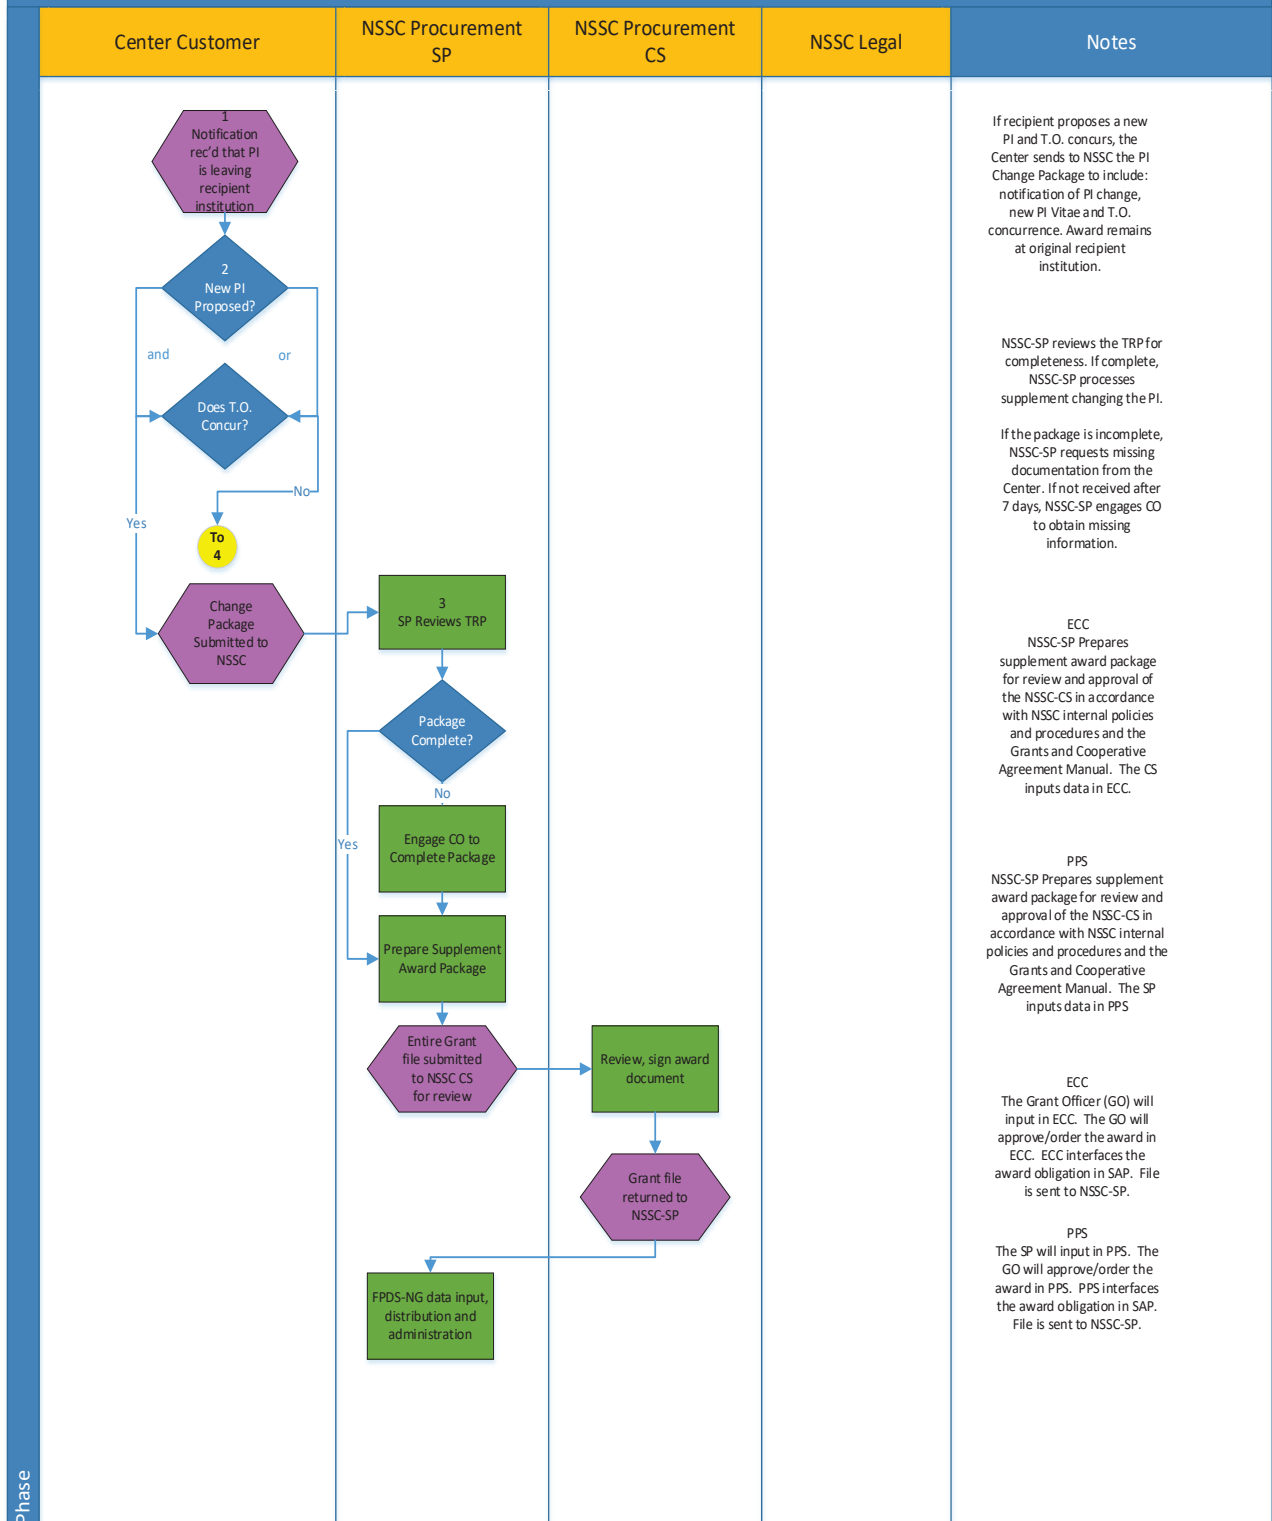 Center Customer
NSSC Procurement
SP
NSSC Procurement
CS
NSSC Legal
Notes
1
Notification
rec'd that PI
is leaving
recipient
institution
2
New PI
Proposed?
and
or
Does T.O.
Concur?
No
Yes
To
4
Change
Package
Submitted to
NSSC
3
SP Reviews TRP
Package
Complete?
No
Yes
Engage CO to
Complete Package
Prepare Supplement
Award Package
Entire Grant
file submitted
to NSSC CS
for review
Review, sign award
document
Grant file
returned to
NSSC-SP
FPDS-NG data input,
distribution and
administration
If recipient proposes a new
PI and T.O. concurs, the
Center sends to NSSC the PI
Change Package to include:
notification of PI change,
new PI Vitae and T.O.
concurrence. Award remains
at original recipient
institution.
NSSC-SP reviews the TRP for
completeness. If complete,
NSSC-SP processes
supplement changing the PI.
If the package is incomplete,
NSSC-SP requests missing
documentation from the
Center. If not received after
7 days, NSSC-SP engages CO
to obtain missing
information.
ECC
NSSC-SP Prepares
supplement award package
for review and approval of
the NSSC-CS in accordance
with NSSC internal policies
and procedures and the
Grants and Cooperative
Agreement Manual. The CS
inputs data in ECC.
PPS
NSSC-SP Prepares supplement
award package for review and
approval of the NSSC-CS in
accordance with NSSC internal
policies and procedures and the
Grants and Cooperative
Agreement Manual. The SP
inputs data in PPS
ECC
The Grant Officer (GO) will
input in ECC. The GO will
approve/order the award in
ECC. ECC interfaces the
award obligation in SAP. File
is sent to NSSC-SP.
PPS
The SP will input in PPS. The
GO will approve/order the
award in PPS. PPS interfaces
the award obligation in SAP.
File is sent to NSSC-SP.
Phase